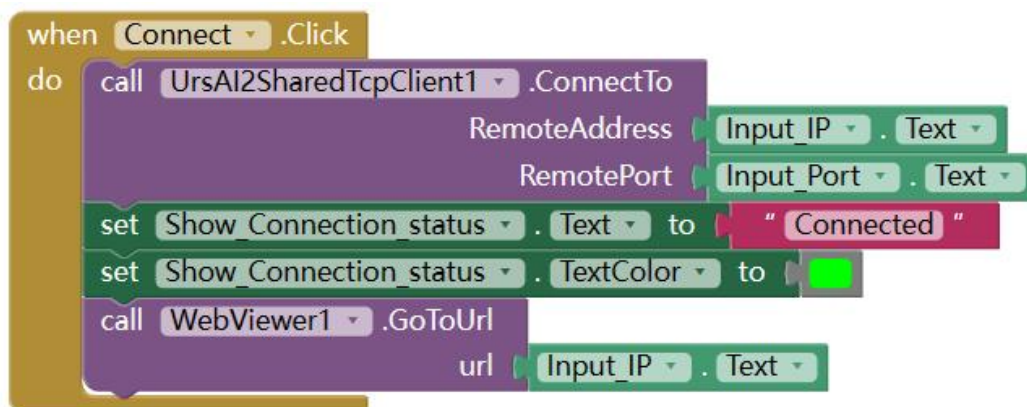 when Connect .Click
do call UrsAI2SharedTcpClient1 .ConnectTo
RemoteAddress Input_IP . Text
RemotePort Input_Port . Text
set Show_Connection_status . Text to " Connected "
set Show_Connection_status . TextColor to
call WebViewer1 .GoToUrl
url Input_IP . Text